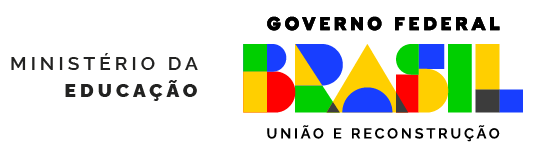 MINISTÉRIO DA
EDUCAÇÃO
GOVERNO FEDERAL
BRASIL
UNIÃO E RECONSTRUÇÃO